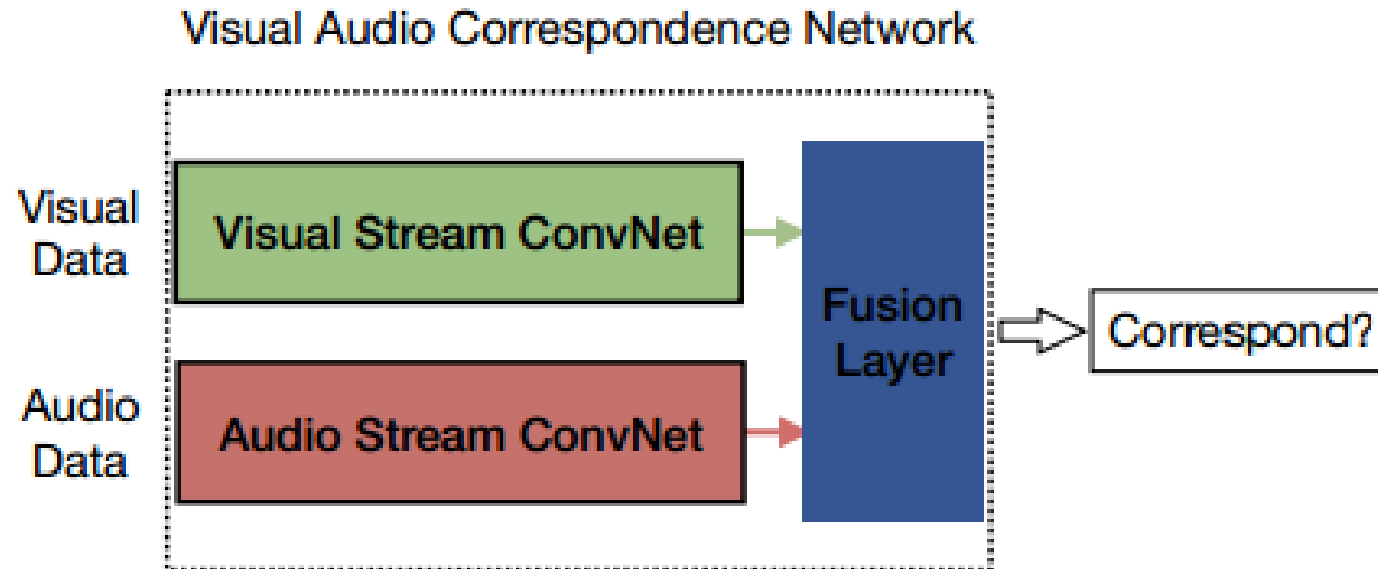 Visual Audio Correspondence Network
Visual
Data
Visual Stream ConvNet
Fusion
Layer
Correspond?
Audio
Data
Audio Stream ConvNet